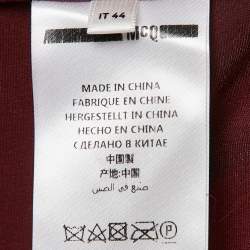 IT 44
McQ
MADE IN CHINA
FABRIQUE EN CHINE
HERGESTELLT IN CHINA
HECHO EN CHINA
СДЕЛАНО В КИТАЕ
中国製
产地: 中国
صنع في الصين